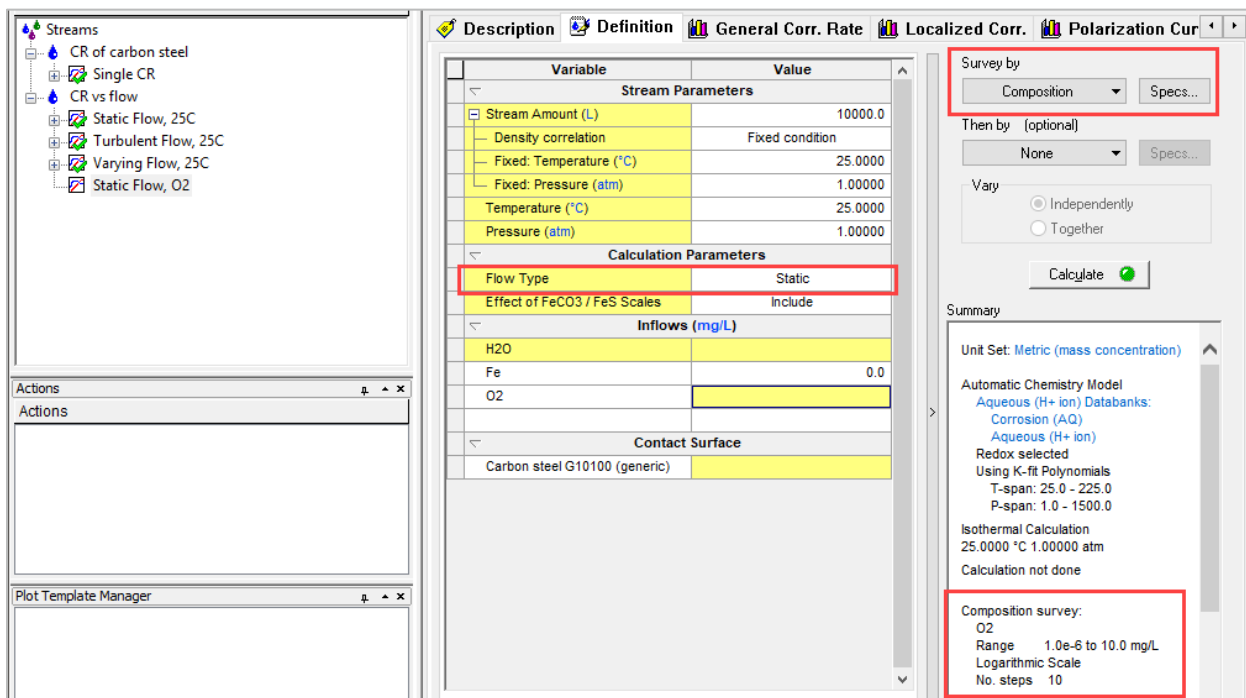 Streams
CR of carbon steel
Single CR
CR vs flow
Static Flow, 25C
Turbulent Flow, 25C
Varying Flow, 25C
Static Flow, O2
Actions
Actions
Plot Template Manager
Description Definition General Corr. Rate Localized Corr. Polarization Cur
Variable Value
Stream Parameters
Stream Amount (L) 10000.0
Density correlation Fixed condition
Fixed: Temperature (°C) 25.0000
Fixed: Pressure (atm) 1.00000
Temperature (°C) 25.0000
Pressure (atm) 1.00000
Calculation Parameters
Flow Type Static
Effect of FeCO3 / FeS Scales Include
Inflows (mg/L)
H2O
Fe 0.0
O2
Contact Surface
Carbon steel G10100 (generic)
Survey by
Composition Specs...
Then by (optional)
None Specs...
Vary
Independently
Together
Calculate
Summary
Unit Set: Metric (mass concentration)
Automatic Chemistry Model
Aqueous (H+ ion) Databanks:
Corrosion (AQ)
Aqueous (H+ ion)
Redox selected
Using K-fit Polynomials
T-span: 25.0 - 225.0
P-span: 1.0 - 1500.0
Isothermal Calculation
25.0000 °C 1.00000 atm
Calculation not done
Composition survey:
O2
Range 1.0e-6 to 10.0 mg/L
Logarithmic Scale
No. steps 10